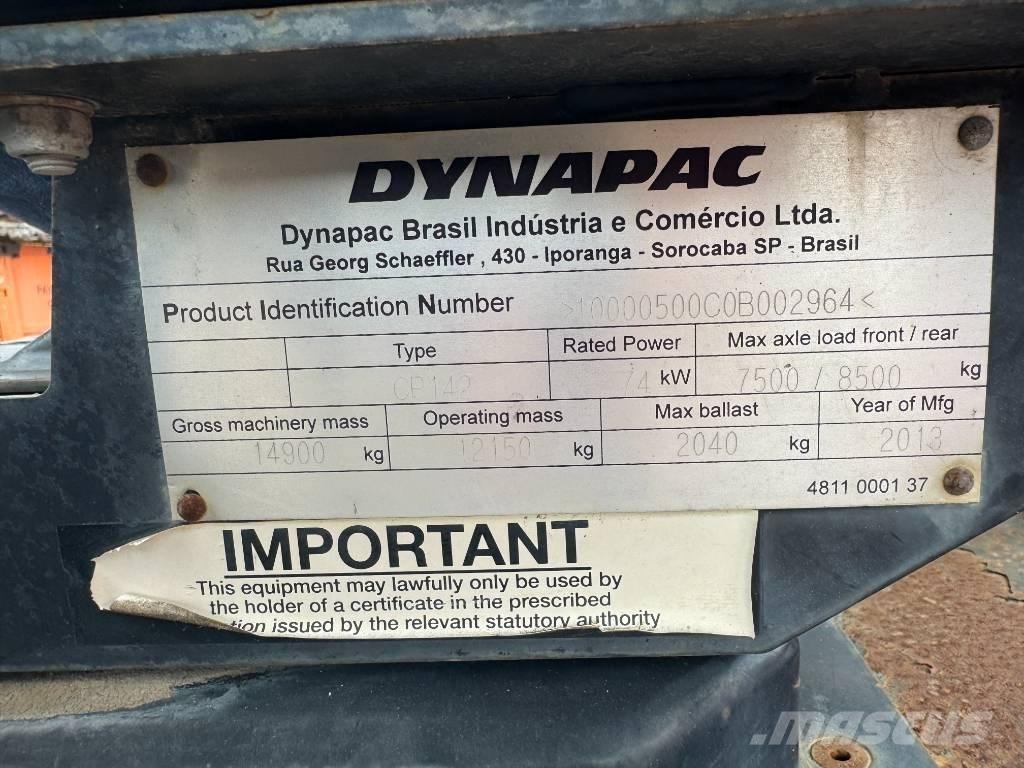 DYNAPAC
Dynapac Brasil Indústria e Comércio Ltda.
Rua Georg Schaeffler , 430 - Iporanga - Sorocaba SP - Brasil
Product Identification Number >10000500C0B002964<
Type Rated Power Max axle load front / rear
CP142 74 kW 7500 / 8500 kg
Gross machinery mass Operating mass Max ballast Year of Mfg
14900 kg 12150 kg 2040 kg 2013
4811 0001 37
IMPORTANT
This equipment may lawfully only be used by
the holder of a certificate in the prescribed
issued by the relevant statutory authority
mascus